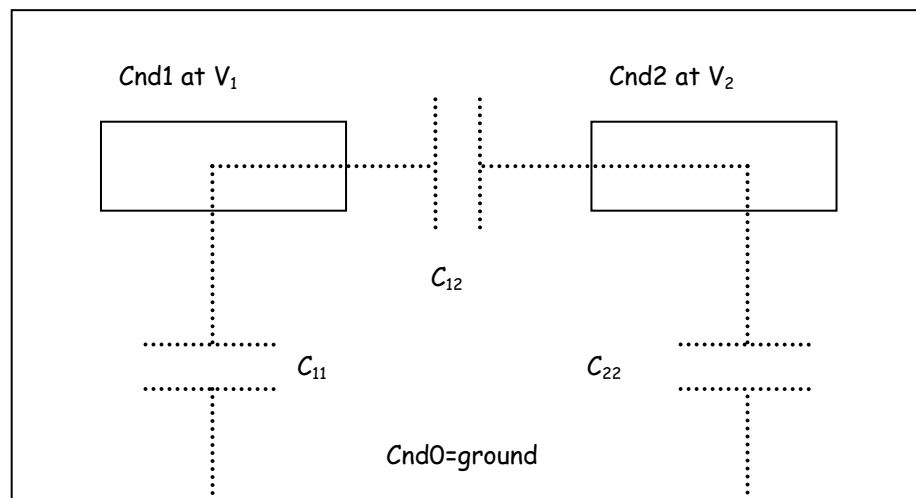 Cnd1 at V₁
Cnd2 at V₂
C₁₂
C₁₁
C₂₂
Cnd0=ground